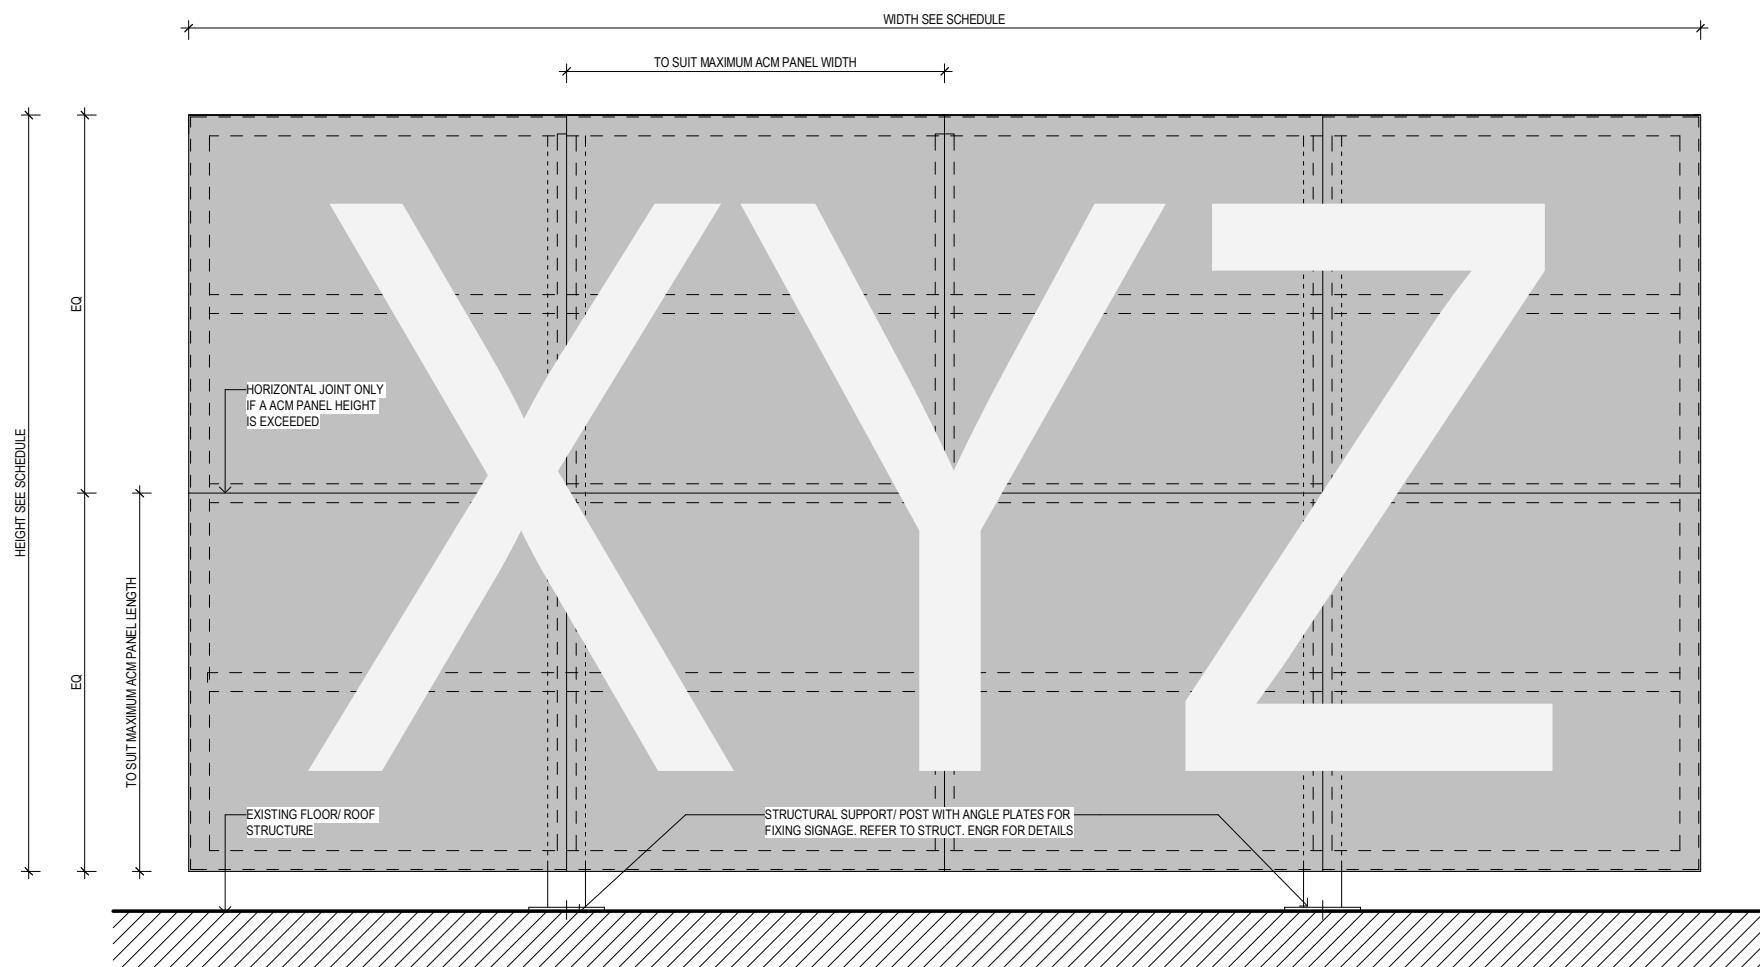 WIDTH SEE SCHEDULE
TO SUIT MAXIMUM ACM PANEL WIDTH
HEIGHT SEE SCHEDULE
EQ
EQ
TO SUIT MAXIMUM ACM PANEL LENGTH
XYZ
HORIZONTAL JOINT ONLY
IF A ACM PANEL HEIGHT
IS EXCEEDED
EXISTING FLOOR/ ROOF
STRUCTURE
STRUCTURAL SUPPORT/ POST WITH ANGLE PLATES FOR
FIXING SIGNAGE. REFER TO STRUCT. ENGR FOR DETAILS